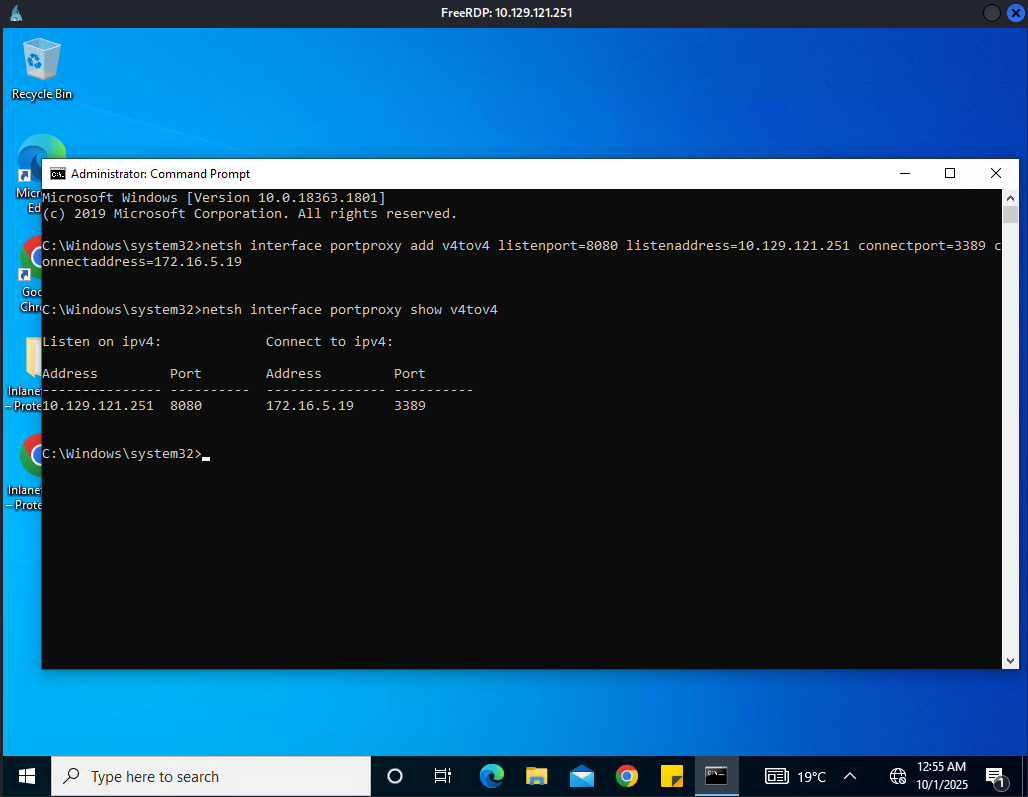 FreeRDP: 10.129.121.251
Recycle Bin
Micr
Ed
Goo
Chr
Inlane
– Prote
Inlane
– Prote
Administrator: Command Prompt
Microsoft Windows [Version 10.0.18363.1801]
(c) 2019 Microsoft Corporation. All rights reserved.
C:\Windows\system32>netsh interface portproxy add v4tov4 listenport=8080 listenaddress=10.129.121.251 connectport=3389 c
onnectaddress=172.16.5.19
C:\Windows\system32>netsh interface portproxy show v4tov4
Listen on ipv4:             Connect to ipv4:
Address         Port        Address         Port
--------------- ----------  --------------- ----------
10.129.121.251  8080        172.16.5.19     3389
C:\Windows\system32>
Type here to search
19°C
12:55 AM
10/1/2025
1